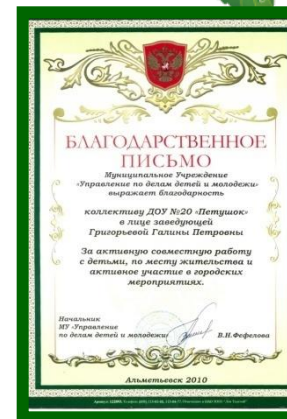 БЛАГОДАРСТВЕННОЕ
ПИСЬМО
Муниципальное Учреждение
«Управление по делам детей и молодежи»
выражает благодарность
коллективу ДОУ №20 «Петушок»
в лице заведующей
Григорьевой Галины Петровны
За активную совместную работу
с детьми, по месту жительства и
активное участие в городских
мероприятиях.
Начальник
МУ «Управление
по делам детей и молодежи»
В.Н.Фефелова
Альметьевск 2010